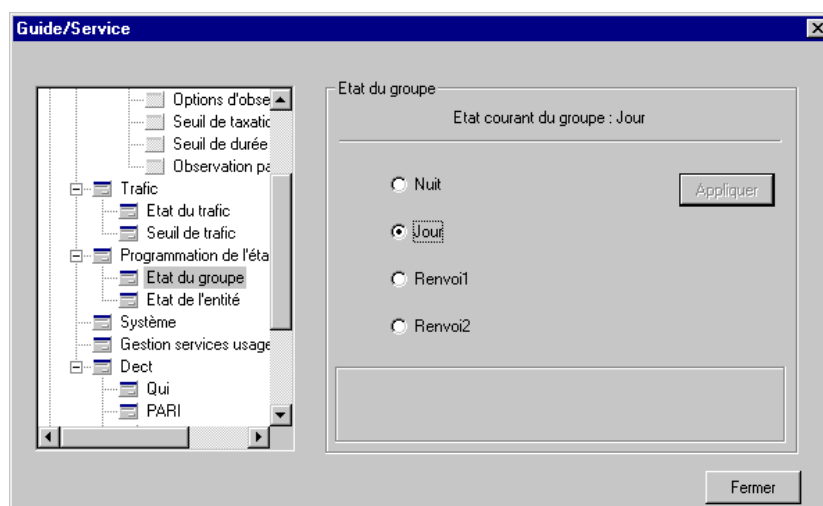 Guide/Service
Options d'obse
Seuil de taxatic
Seuil de durée
Observation pa
Trafic
Etat du trafic
Seuil de trafic
Programmation de l'éta
Etat du groupe
Etat de l'entité
Système
Gestion services usage
Dect
Qui
PARI
Etat du groupe
Etat courant du groupe : Jour
Nuit
Appliquer
Jour
Renvoi1
Renvoi2
Fermer